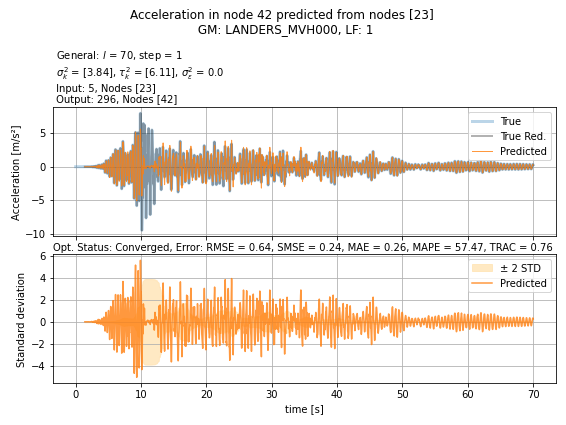 Acceleration in node 42 predicted from nodes [23]
GM: LANDERS_MVH000, LF: 1
General: l = 70, step = 1
σ²ₖ = [3.84], τ²ₖ = [6.11], σ²ε = 0.0
Input: 5, Nodes [23]
Output: 296, Nodes [42]
Acceleration [m/s²]
5
0
−5
−10
True
True Red.
Predicted
Opt. Status: Converged, Error: RMSE = 0.64, SMSE = 0.24, MAE = 0.26, MAPE = 57.47, TRAC = 0.76
Standard deviation
6
4
2
0
−2
−4
± 2 STD
Predicted
0 10 20 30 40 50 60 70
time [s]